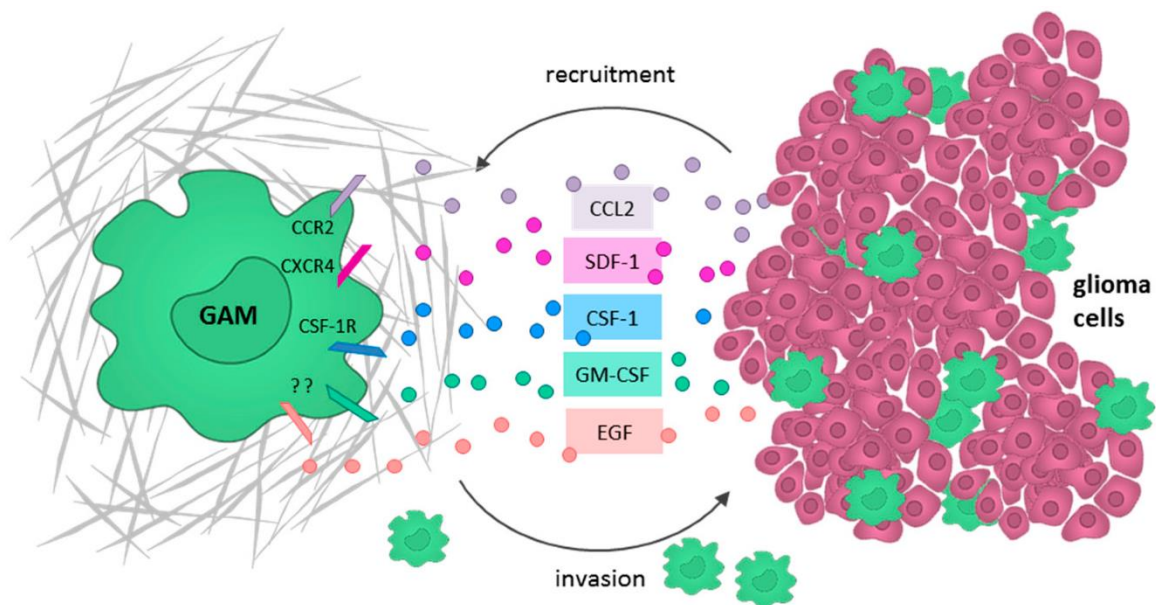 recruitment
CCR2
CXCR4
GAM
CSF-1R
? ?
CCL2
SDF-1
CSF-1
GM-CSF
EGF
glioma
cells
invasion